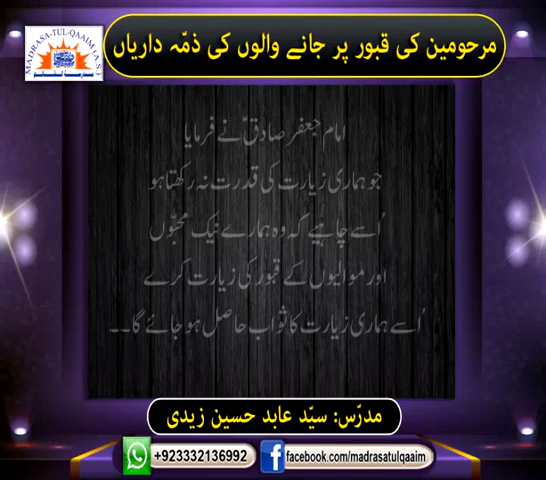 مرحومین کی قبور پر جانے والوں کی ذمّہ داریاں
MADRASA-TUL-QAAIM (A.S)
امام جعفر صادقؑ نے فرمایا
جو ہماری زیارت کی قدرت نہ رکھتا ہو
اُسے چاہیے کہ وہ ہمارے نیک محبّوں
اور موالیوں کے قبور کی زیارت کرے
اُسے ہماری زیارت کا ثواب حاصل ہو جائے گا۔۔
مدرّس: سیّد عابد حسین زیدی
+923332136992
facebook.com/madrasatulqaaim